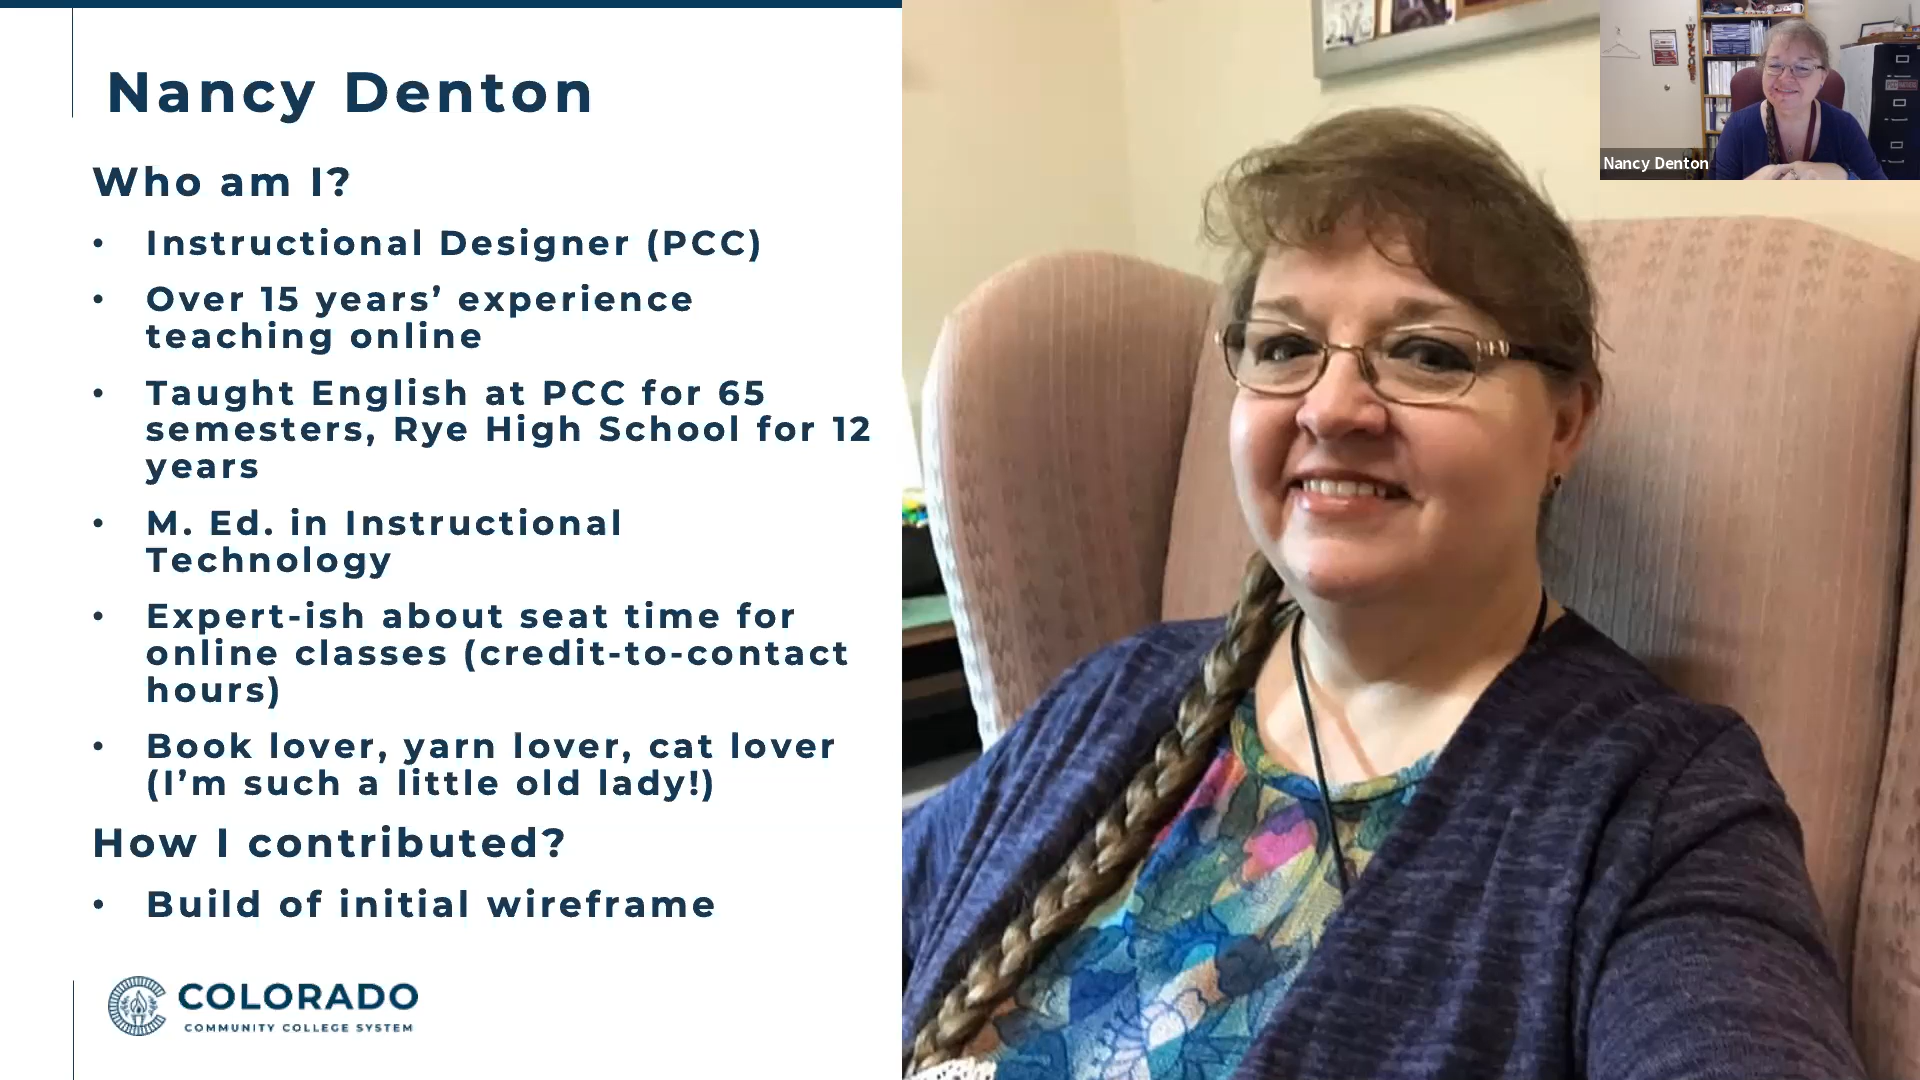 Nancy Denton
Who am I?
• Instructional Designer (PCC)
• Over 15 years’ experience
teaching online
• Taught English at PCC for 65
semesters, Rye High School for 12
years
• M. Ed. in Instructional
Technology
• Expert-ish about seat time for
online classes (credit-to-contact
hours)
• Book lover, yarn lover, cat lover
(I’m such a little old lady!)
How I contributed?
• Build of initial wireframe
COLORADO
COMMUNITY COLLEGE SYSTEM
Nancy Denton